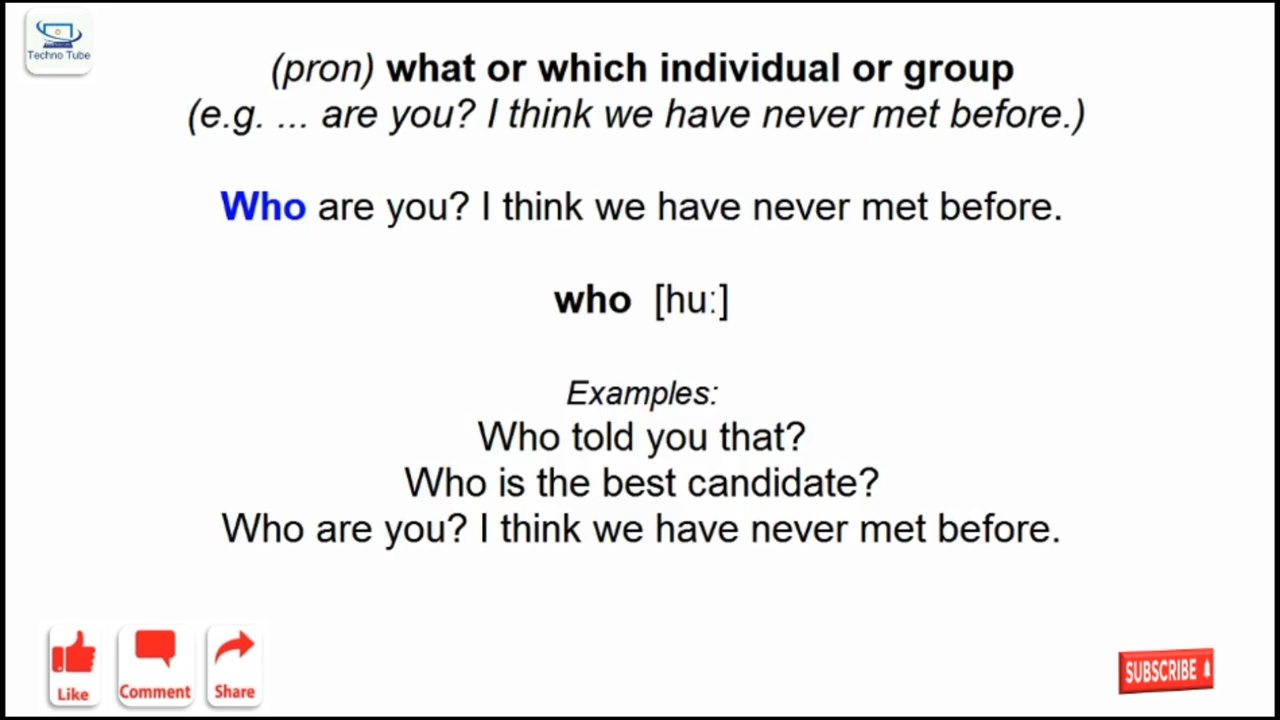 Techno Tube
(pron) what or which individual or group
(e.g. ... are you? I think we have never met before.)
Who are you? I think we have never met before.
who [hu:]
Examples:
Who told you that?
Who is the best candidate?
Who are you? I think we have never met before.
Like
Comment
Share
SUBSCRIBE